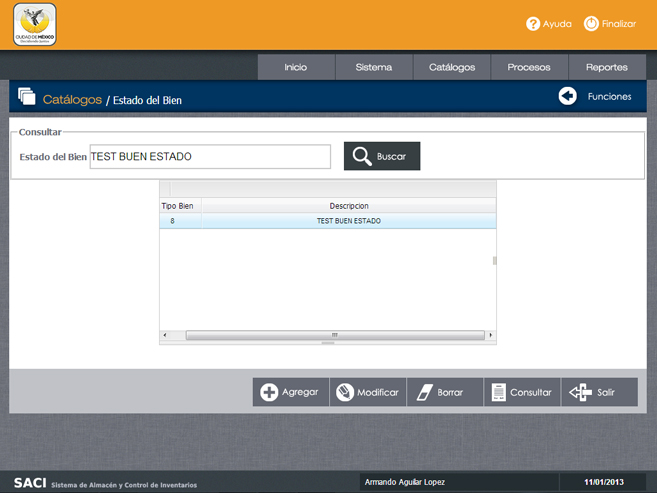 CIUDAD DE MÉXICO
Ayuda
Finalizar
Inicio
Sistema
Catálogos
Procesos
Reportes
Catálogos / Estado del Bien
Funciones
Consultar
Estado del Bien TEST BUEN ESTADO
Buscar
Tipo Bien Descripcion
8 TEST BUEN ESTADO
Agregar
Modificar
Borrar
Consultar
Salir
SACI Sistema de Almacén y Control de Inventarios
Armando Aguilar Lopez
11/01/2013